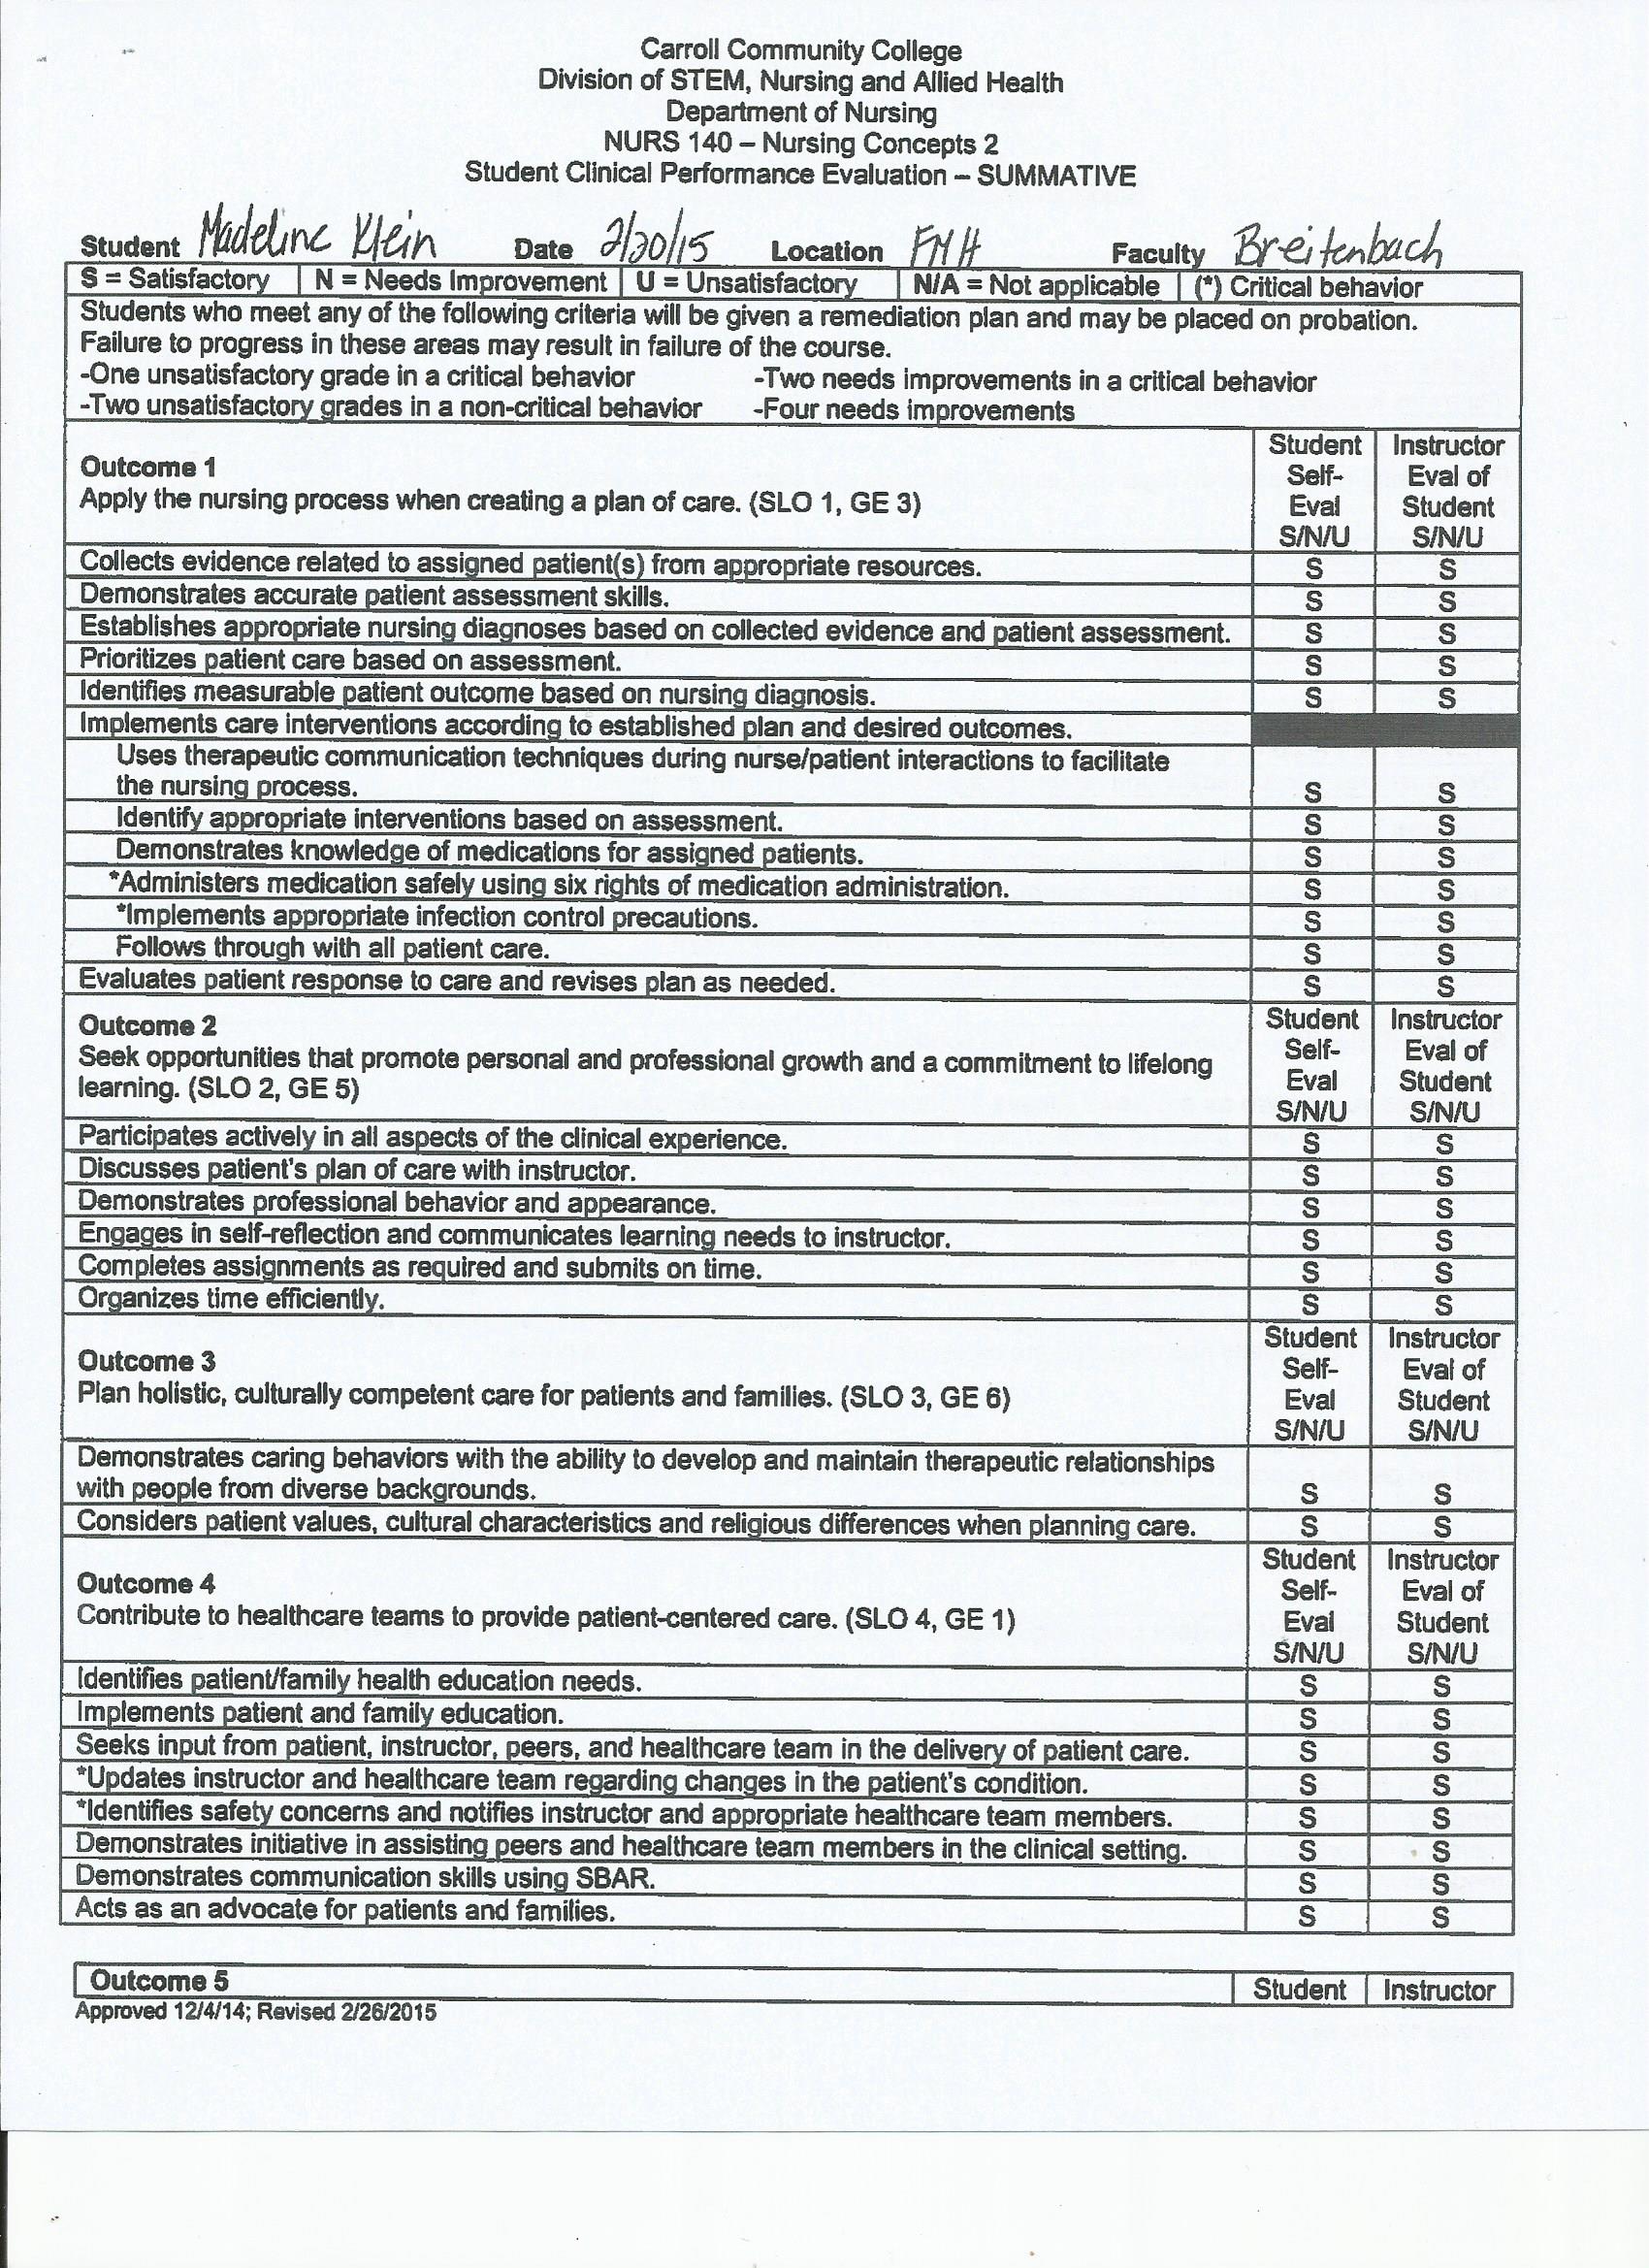 Carroll Community College
Division of STEM, Nursing and Allied Health
Department of Nursing
NURS 140 – Nursing Concepts 2
Student Clinical Performance Evaluation – SUMMATIVE
Student Madeline Klein Date 2/20/15 Location FMH Faculty Breitenbach
S = Satisfactory N = Needs Improvement U = Unsatisfactory N/A = Not applicable (*) Critical behavior
Students who meet any of the following criteria will be given a remediation plan and may be placed on probation.
Failure to progress in these areas may result in failure of the course.
-One unsatisfactory grade in a critical behavior -Two needs improvements in a critical behavior
-Two unsatisfactory grades in a non-critical behavior -Four needs improvements
Outcome 1
Apply the nursing process when creating a plan of care. (SLO 1, GE 3)
Student Instructor
Self- Eval of
Eval Student
S/N/U S/N/U
Collects evidence related to assigned patient(s) from appropriate resources. S S
Demonstrates accurate patient assessment skills. S S
Establishes appropriate nursing diagnoses based on collected evidence and patient assessment. S S
Prioritizes patient care based on assessment. S S
Identifies measurable patient outcome based on nursing diagnosis. S S
Implements care interventions according to established plan and desired outcomes.
Uses therapeutic communication techniques during nurse/patient interactions to facilitate
the nursing process. S S
Identify appropriate interventions based on assessment. S S
Demonstrates knowledge of medications for assigned patients. S S
*Administers medication safely using six rights of medication administration. S S
*Implements appropriate infection control precautions. S S
Follows through with all patient care. S S
Evaluates patient response to care and revises plan as needed. S S
Outcome 2
Seek opportunities that promote personal and professional growth and a commitment to lifelong
learning. (SLO 2, GE 5)
Student Instructor
Self- Eval of
Eval Student
S/N/U S/N/U
Participates actively in all aspects of the clinical experience. S S
Discusses patient's plan of care with instructor. S S
Demonstrates professional behavior and appearance. S S
Engages in self-reflection and communicates learning needs to instructor. S S
Completes assignments as required and submits on time. S S
Organizes time efficiently. S S
Outcome 3
Plan holistic, culturally competent care for patients and families. (SLO 3, GE 6)
Student Instructor
Self- Eval of
Eval Student
S/N/U S/N/U
Demonstrates caring behaviors with the ability to develop and maintain therapeutic relationships
with people from diverse backgrounds. S S
Considers patient values, cultural characteristics and religious differences when planning care. S S
Outcome 4
Contribute to healthcare teams to provide patient-centered care. (SLO 4, GE 1)
Student Instructor
Self- Eval of
Eval Student
S/N/U S/N/U
Identifies patient/family health education needs. S S
Implements patient and family education. S S
Seeks input from patient, instructor, peers, and healthcare team in the delivery of patient care. S S
*Updates instructor and healthcare team regarding changes in the patient's condition. S S
*Identifies safety concerns and notifies instructor and appropriate healthcare team members. S S
Demonstrates initiative in assisting peers and healthcare team members in the clinical setting. S S
Demonstrates communication skills using SBAR. S S
Acts as an advocate for patients and families. S S
Outcome 5 Student Instructor
Approved 12/4/14; Revised 2/26/2015